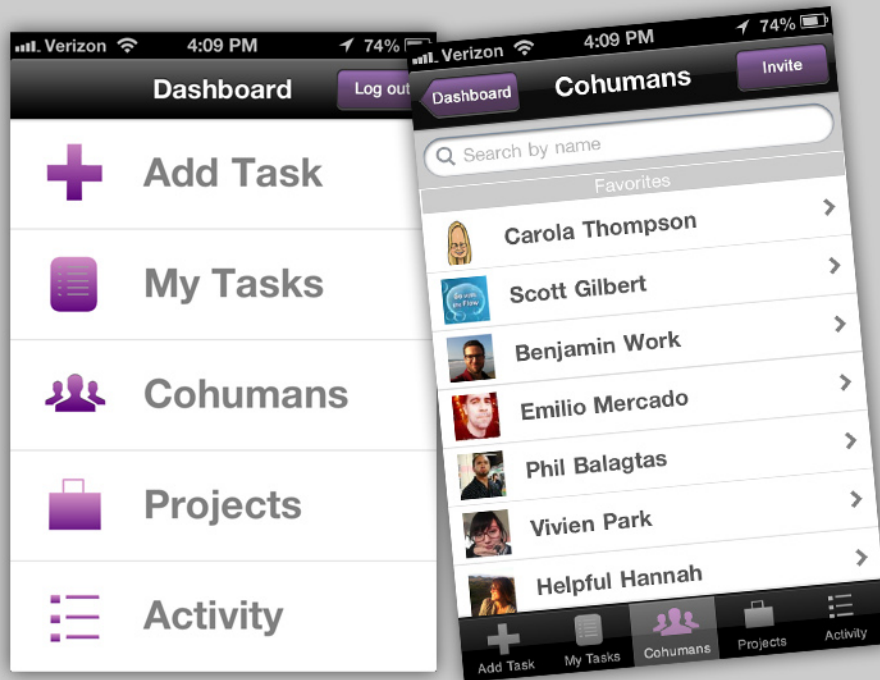 Verizon 4:09 PM 74%
Dashboard Log out
Add Task
My Tasks
Cohumans
Projects
Activity
Verizon 4:09 PM 74%
Dashboard Cohumans Invite
Search by name
Favorites
Carola Thompson
Scott Gilbert
Benjamin Work
Emilio Mercado
Phil Balagtas
Vivien Park
Helpful Hannah
Add Task My Tasks Cohumans Projects Activity